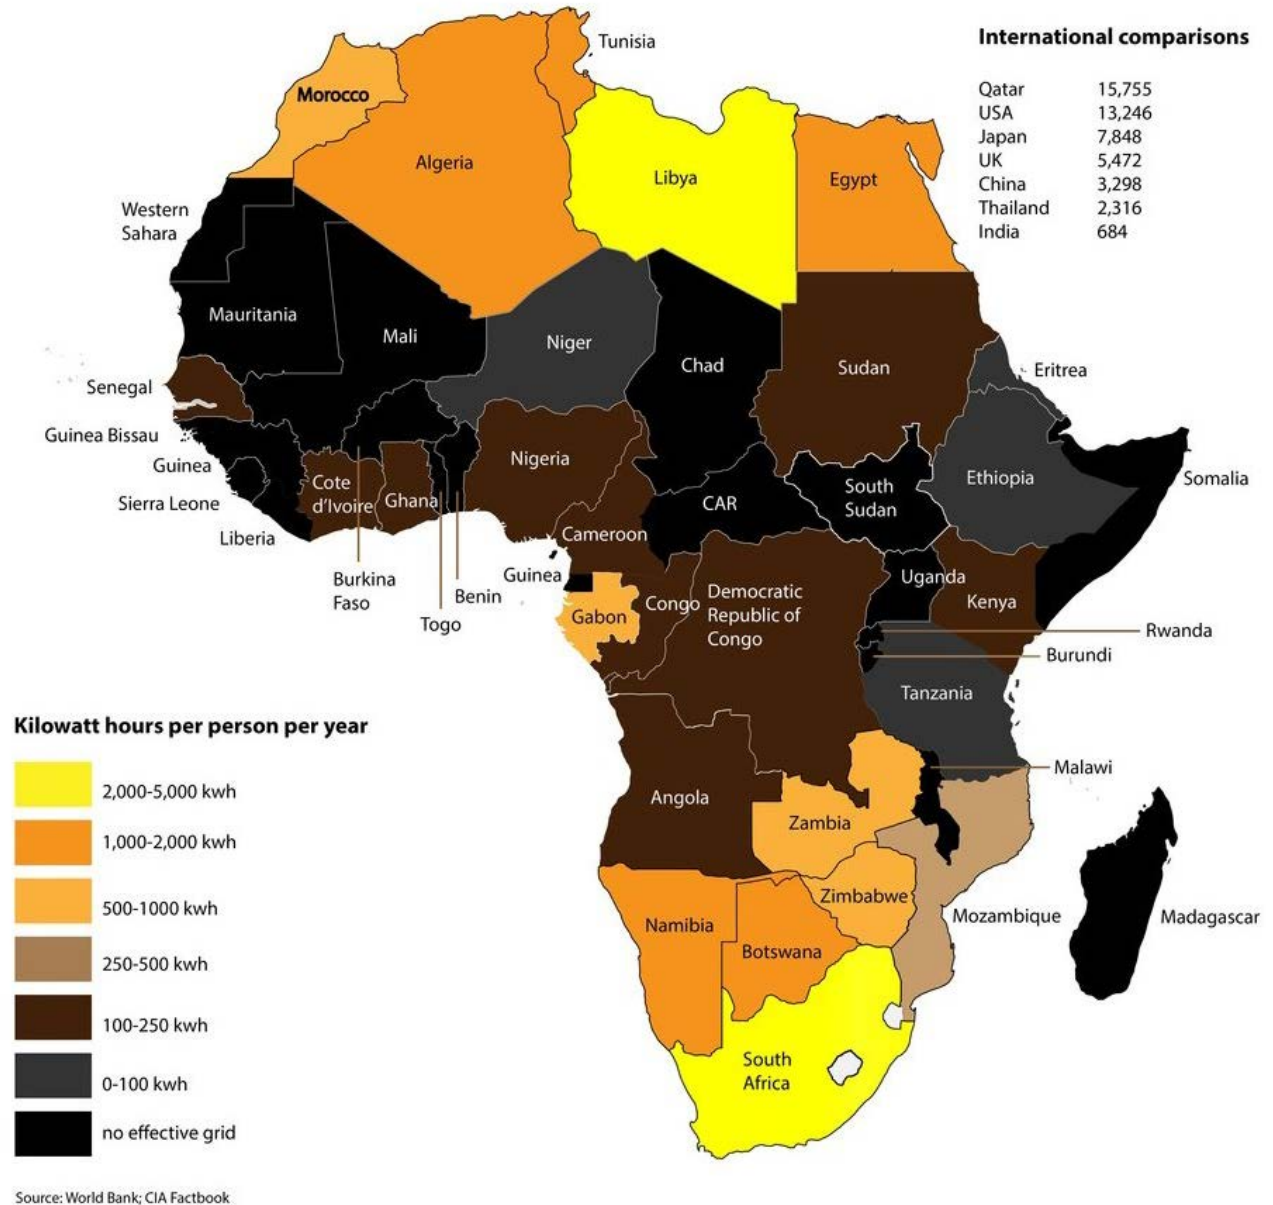 International comparisons
Qatar 15,755
USA 13,246
Japan 7,848
UK 5,472
China 3,298
Thailand 2,316
India 684
Tunisia
Morocco
Algeria
Libya
Egypt
Western
Sahara
Mauritania
Mali
Niger
Chad
Sudan
Eritrea
Senegal
Guinea Bissau
Guinea
Sierra Leone
Liberia
Cote
d'Ivoire
Ghana
Nigeria
Burkina
Faso
Togo
Benin
Cameroon
CAR
South
Sudan
Ethiopia
Somalia
Guinea
Gabon
Congo
Democratic
Republic of
Congo
Uganda
Kenya
Rwanda
Burundi
Tanzania
Malawi
Angola
Zambia
Zimbabwe
Mozambique
Madagascar
Namibia
Botswana
South
Africa
Kilowatt hours per person per year
2,000-5,000 kwh
1,000-2,000 kwh
500-1000 kwh
250-500 kwh
100-250 kwh
0-100 kwh
no effective grid
Source: World Bank; CIA Factbook